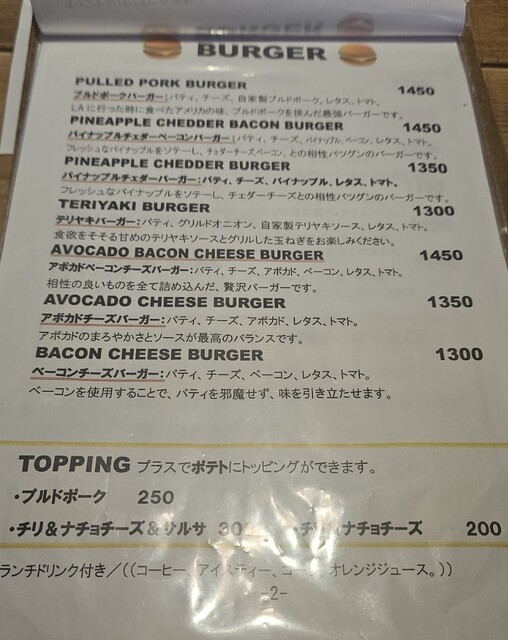 BURGER
PULLED PORK BURGER 1450
プルドポークバーガー：パティ、チーズ、自家製プルドポーク、レタス、トマト。
LAに行った時に食べたアメリカの味、プルドポークを挟んだ最強バーガーです。
PINEAPPLE CHEDDER BACON BURGER 1450
パイナップルチェダーベーコンバーガー：パティ、チーズ、パイナップル、ベーコン、レタス、トマト。
フレッシュなパイナップルをソテーし、チェダーチーズ、ベーコン、との相性バツグンのバーガーです。
PINEAPPLE CHEDDER BURGER 1350
パイナップルチェダーバーガー：パティ、チーズ、パイナップル、レタス、トマト。
フレッシュなパイナップルをソテーし、チェダーチーズとの相性バツグンのバーガーです。
TERIYAKI BURGER 1300
テリヤキバーガー：パティ、グリルドオニオン、自家製テリヤキソース、レタス、トマト。
食欲をそそる甘めのテリヤキソースとグリルした玉ねぎをお楽しみください。
AVOCADO BACON CHEESE BURGER 1450
アボカドベーコンチーズバーガー：パティ、チーズ、アボカド、ベーコン、レタス、トマト。
相性の良いものを全て詰め込んだ、贅沢バーガーです。
AVOCADO CHEESE BURGER 1350
アボカドチーズバーガー：パティ、チーズ、アボカド、レタス、トマト。
アボカドのまろやかさとソースが最高のバランスです。
BACON CHEESE BURGER 1300
ベーコンチーズバーガー：パティ、チーズ、ベーコン、レタス、トマト。
ベーコンを使用することで、パティを邪魔せず、味を引き立たせます。
TOPPING プラスでポテトにトッピングができます。
・プルドポーク 250
・チリ＆ナチョチーズ＆サルサ 300 ・チリ＆ナチョチーズ 200
ランチドリンク付き／((コーヒー、アイスティー、コーラ、オレンジジュース。))
-2-